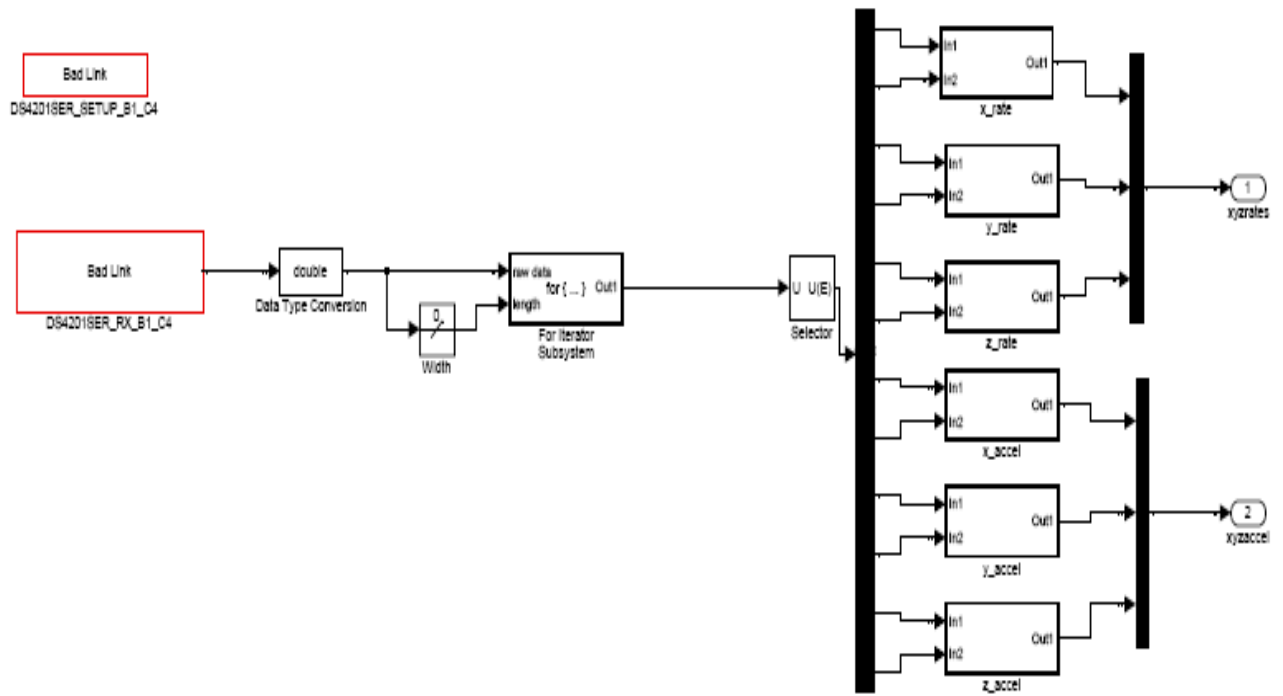 Bad Link
DS4201SER_SETUP_B1_C4
Bad Link
DS4201SER_RX_B1_C4
double
Data Type Conversion
0
Width
raw data
length
for { ... }
Out1
For Iterator
Subsystem
U U(E)
Selector
In1
In2
Out1
x_rate
In1
In2
Out1
y_rate
In1
In2
Out1
z_rate
1
xyzrates
In1
In2
Out1
x_accel
In1
In2
Out1
y_accel
In1
In2
Out1
z_accel
2
xyzaccel